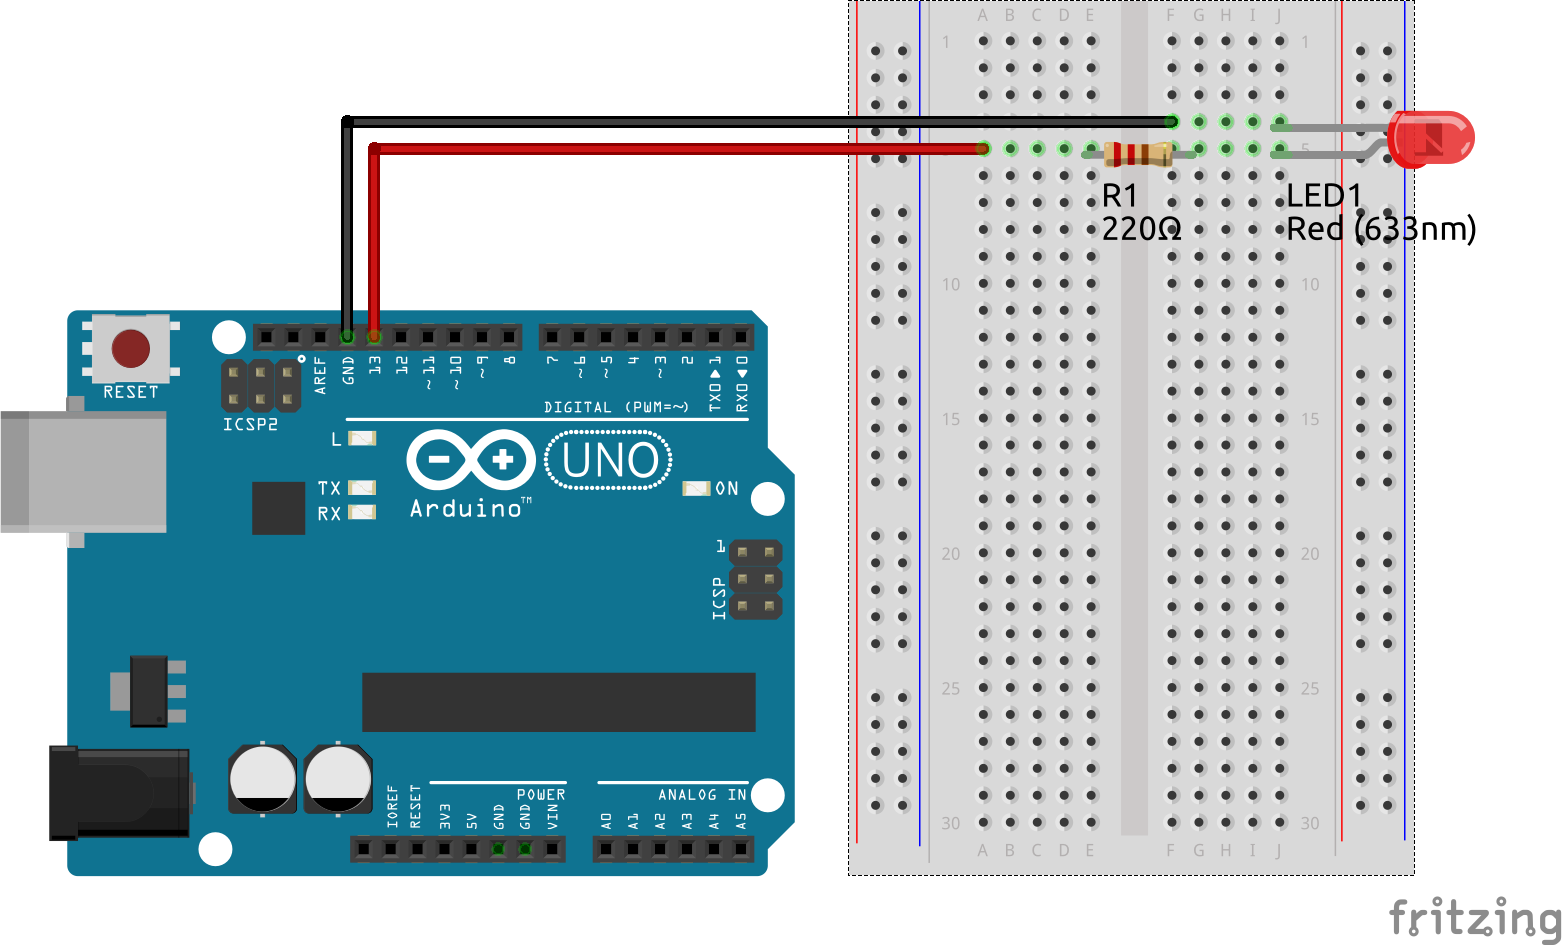 A B C D E F G H I J
1 1
5
R1
220Ω
LED1
Red (633nm)
10 10
15 15
20 20
25 25
30 30
A B C D E F G H I J
RESET
ICSP2
AREF
GND
13
12
~11
~10
~9
8
7
~6
~5
4
~3
2
TX0▶1
RX0◀0
DIGITAL (PWM=~)
L
TX
RX
UNO
Arduino™
ON
1
ICSP
IOREF
RESET
3V3
5V
GND
GND
VIN
POWER
ANALOG IN
A0
A1
A2
A3
A4
A5
fritzing